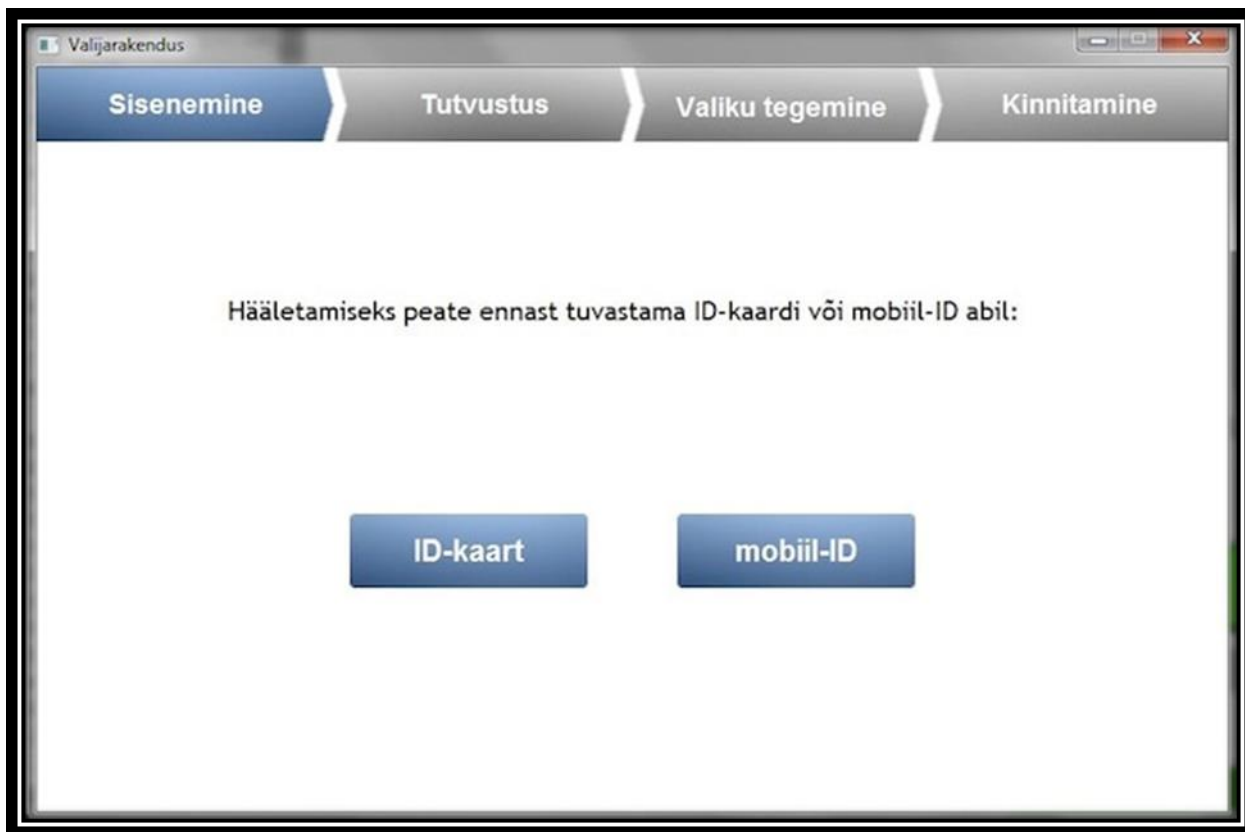 Valijarakendus
Sisenemine Tutvustus Valiku tegemine Kinnitamine
Hääletamiseks peate ennast tuvastama ID-kaardi või mobiil-ID abil:
ID-kaart mobiil-ID